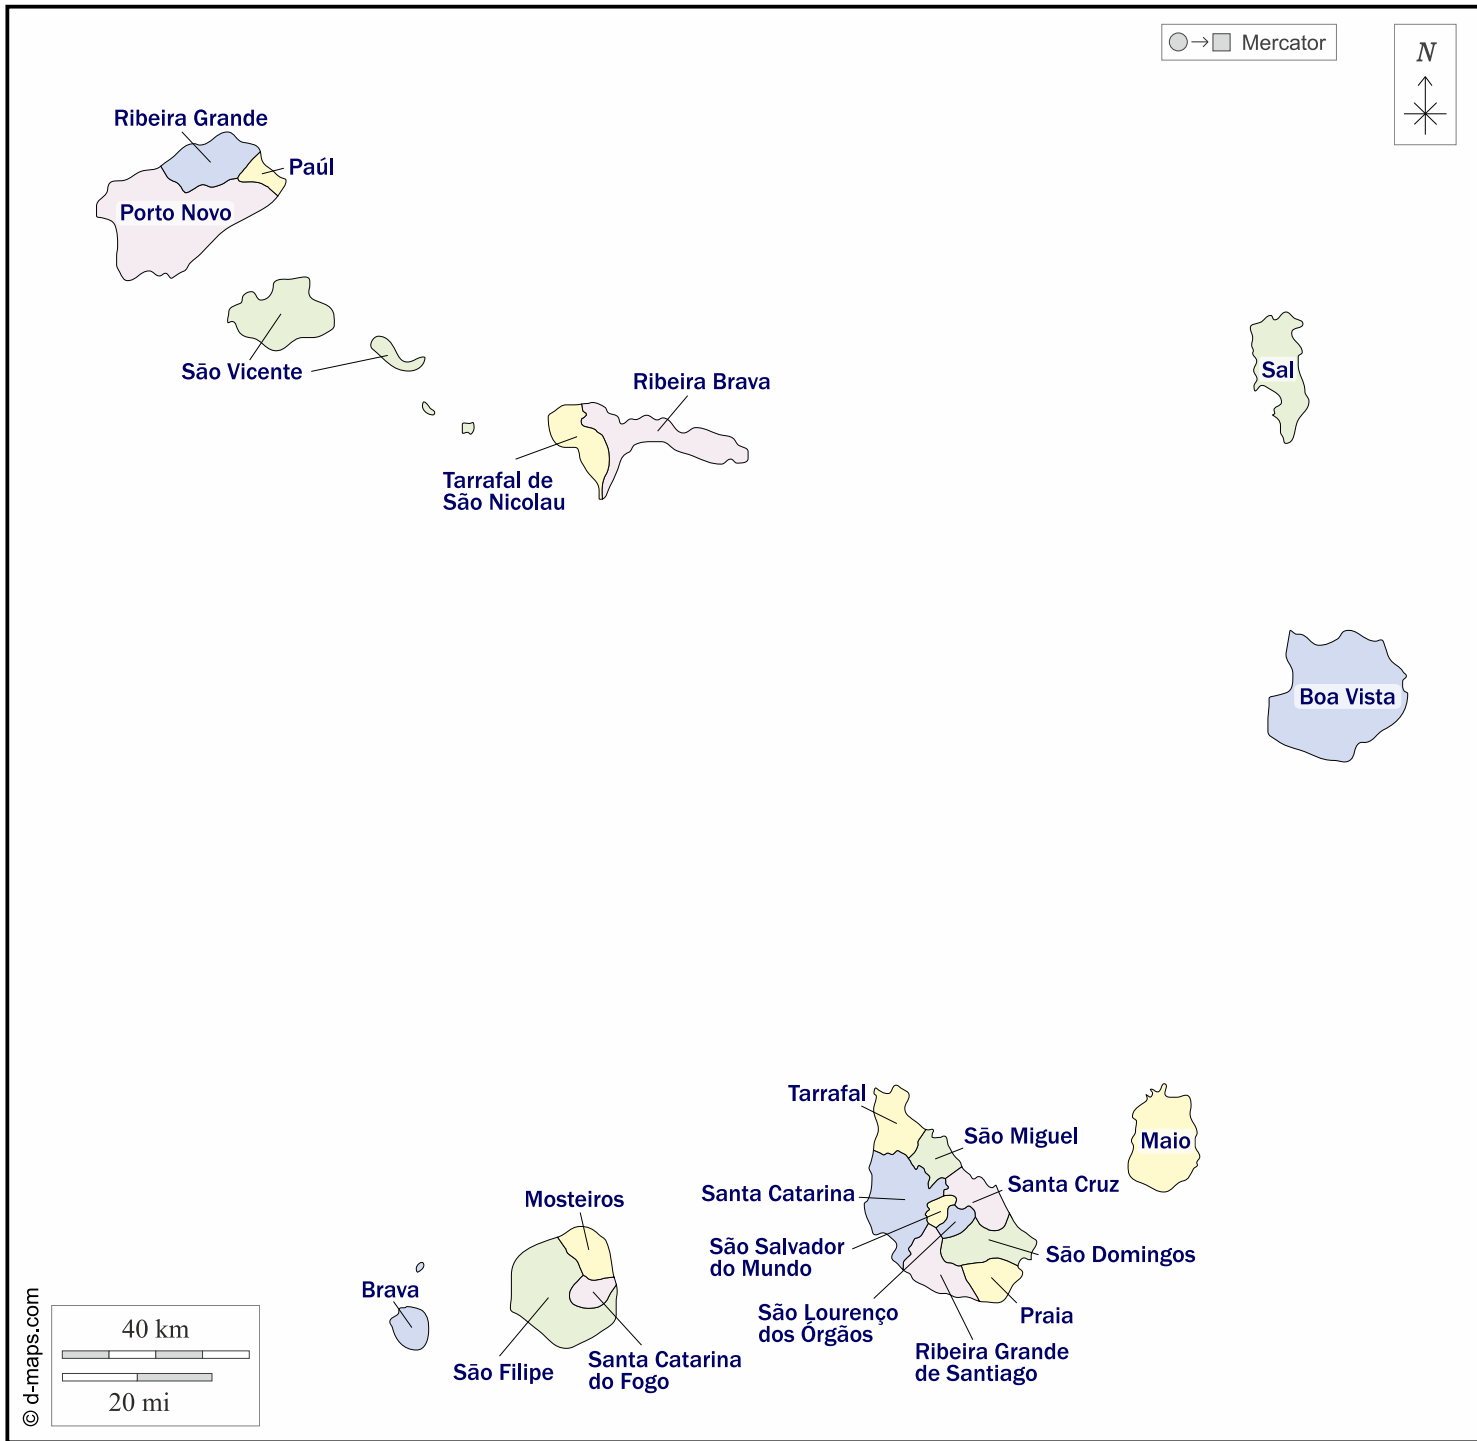 Mercator
N
Ribeira Grande
Paúl
Porto Novo
São Vicente
Sal
Ribeira Brava
Tarrafal de
São Nicolau
Boa Vista
Tarrafal
São Miguel
Maio
Santa Catarina
Santa Cruz
Mosteiros
São Salvador
do Mundo
São Domingos
Brava
São Lourenço
dos Órgãos
Praia
São Filipe
Santa Catarina
do Fogo
Ribeira Grande
de Santiago
40 km
20 mi
© d-maps.com